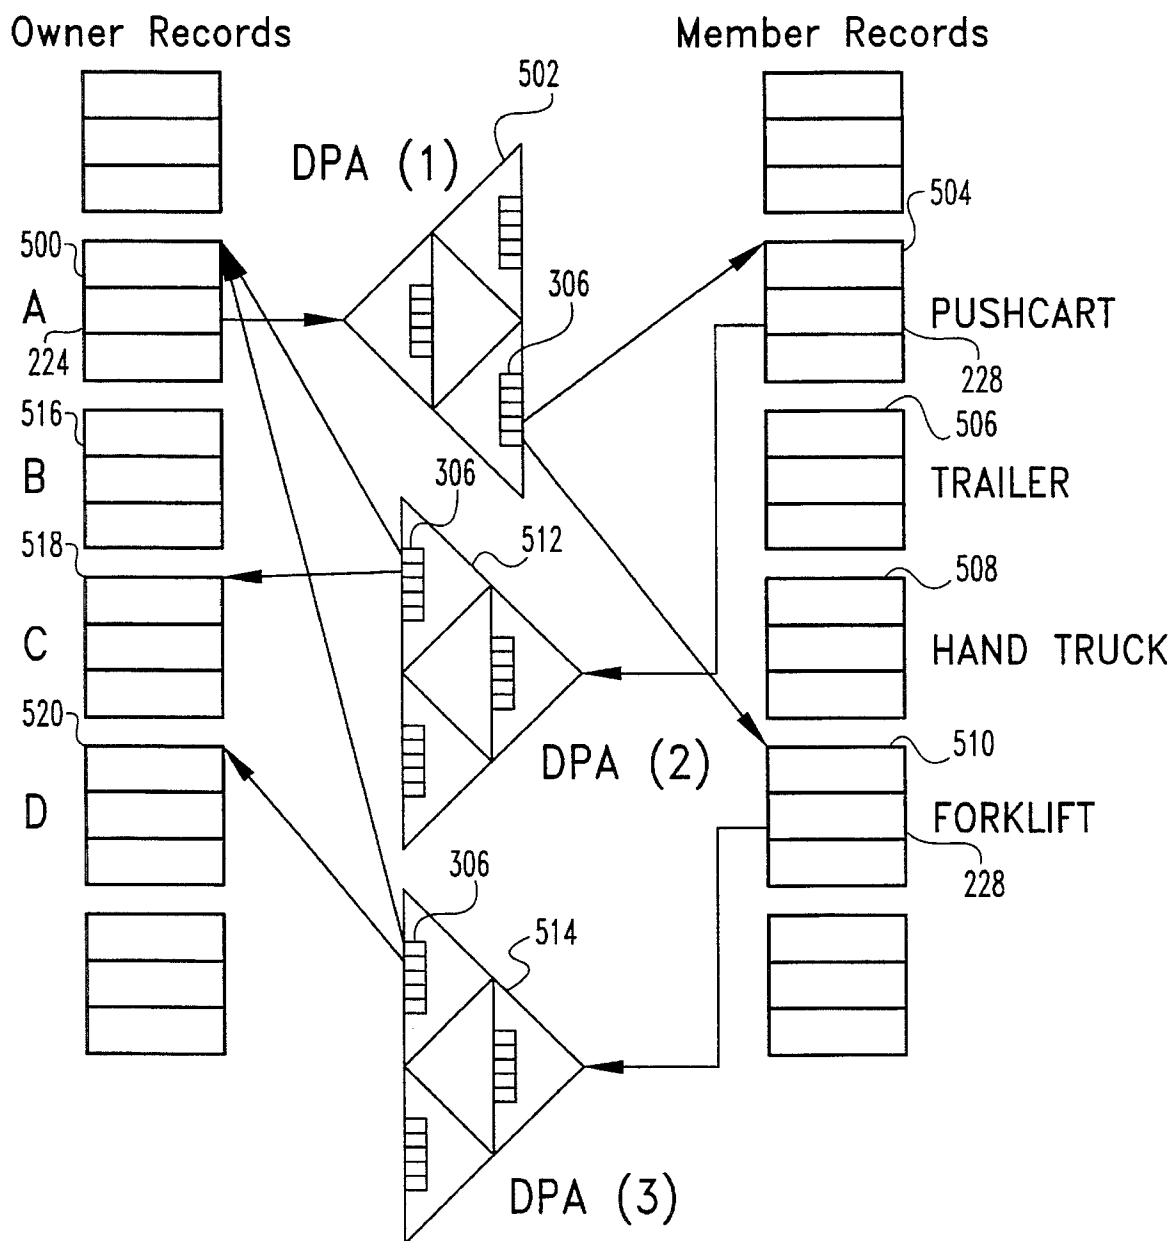 Owner Records
Member Records
502
DPA (1)
504
500
306
A
PUSHCART
224
228
516
506
B
306
TRAILER
518
512
508
C
HAND TRUCK
520
510
DPA (2)
D
FORKLIFT
306
228
514
DPA (3)